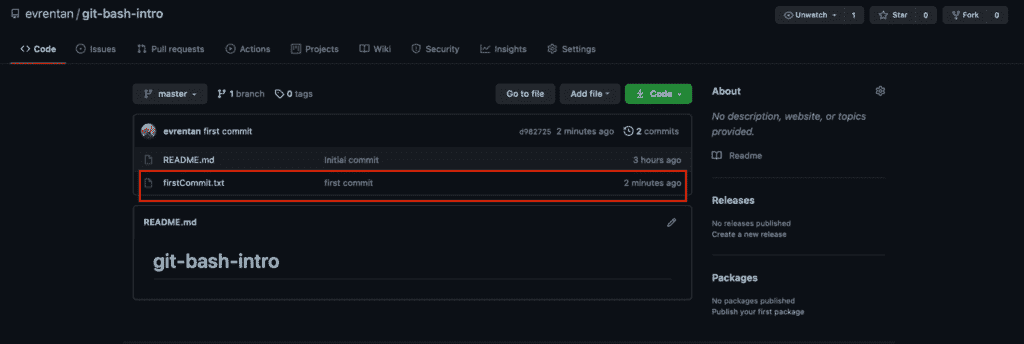 evrentan / git-bash-intro
Unwatch 1 Star 0 Fork 0
Code Issues Pull requests Actions Projects Wiki Security Insights Settings
master 1 branch 0 tags Go to file Add file Code
evrentan first commit d982725 2 minutes ago 2 commits
README.md Initial commit 3 hours ago
firstCommit.txt first commit 2 minutes ago
README.md
git-bash-intro
About
No description, website, or topics
provided.
Readme
Releases
No releases published
Create a new release
Packages
No packages published
Publish your first package